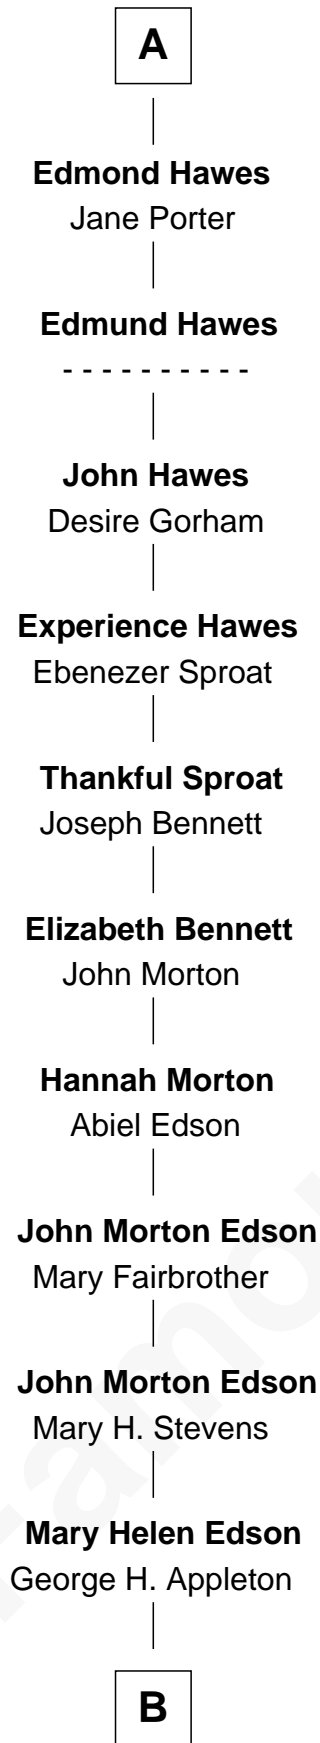 A
Edmond Hawes
Jane Porter
Edmund Hawes
- - - - - - - - - -
John Hawes
Desire Gorham
Experience Hawes
Ebenezer Sproat
Thankful Sproat
Joseph Bennett
Elizabeth Bennett
John Morton
Hannah Morton
Abiel Edson
John Morton Edson
Mary Fairbrother
John Morton Edson
Mary H. Stevens
Mary Helen Edson
George H. Appleton
B